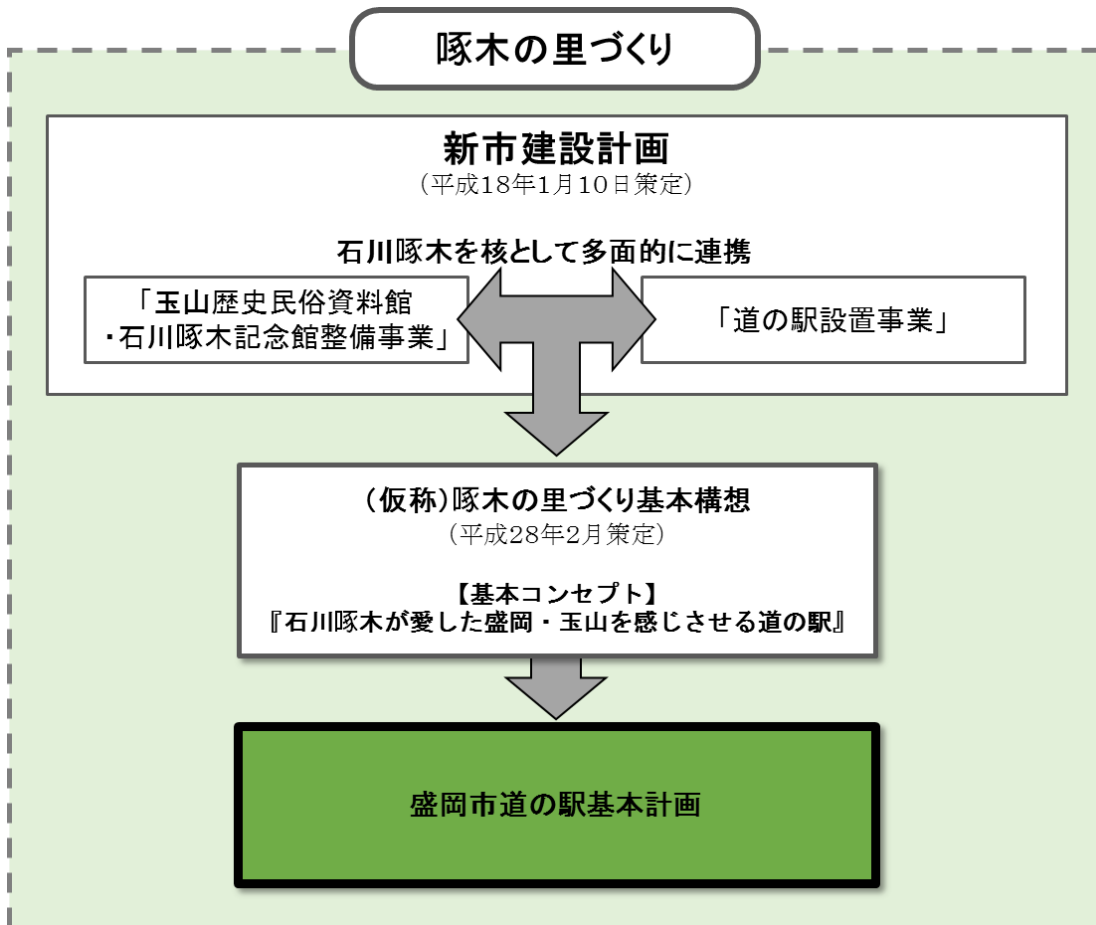 啄木の里づくり
新市建設計画
（平成18年1月10日策定）
石川啄木を核として多面的に連携
「玉山歴史民俗資料館
・石川啄木記念館整備事業」
「道の駅設置事業」
（仮称）啄木の里づくり基本構想
（平成28年2月策定）
【基本コンセプト】
『石川啄木が愛した盛岡・玉山を感じさせる道の駅』
盛岡市道の駅基本計画